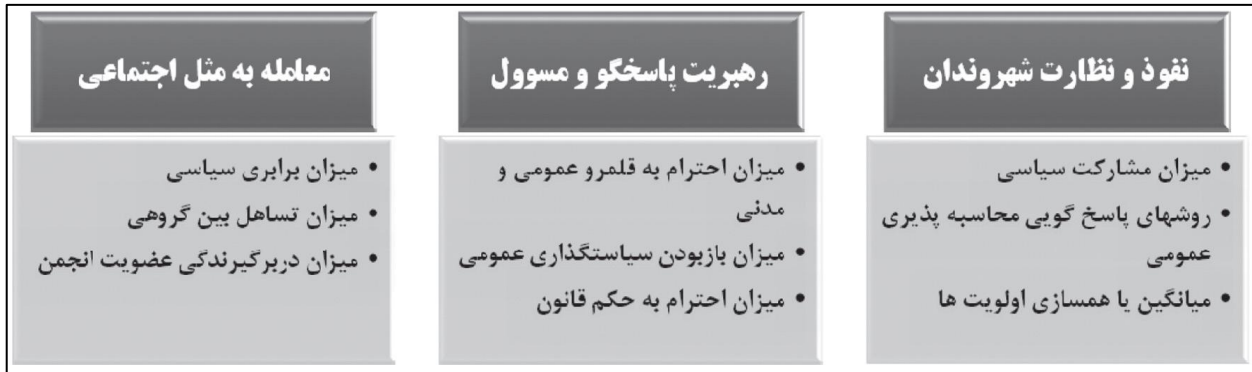 نفوذ و نظارت شهروندان
• میزان مشارکت سیاسی
• روشهای پاسخ گویی محاسبه پذیری
عمومی
• میانگین یا همسازی اولویت ها
رهبریت پاسخگو و مسوول
• میزان احترام به قلمرو عمومی و
مدنی
• میزان بازبودن سیاستگذاری عمومی
• میزان احترام به حکم قانون
معامله به مثل اجتماعی
• میزان برابری سیاسی
• میزان تساهل بین گروهی
• میزان دربرگیرندگی عضویت انجمن